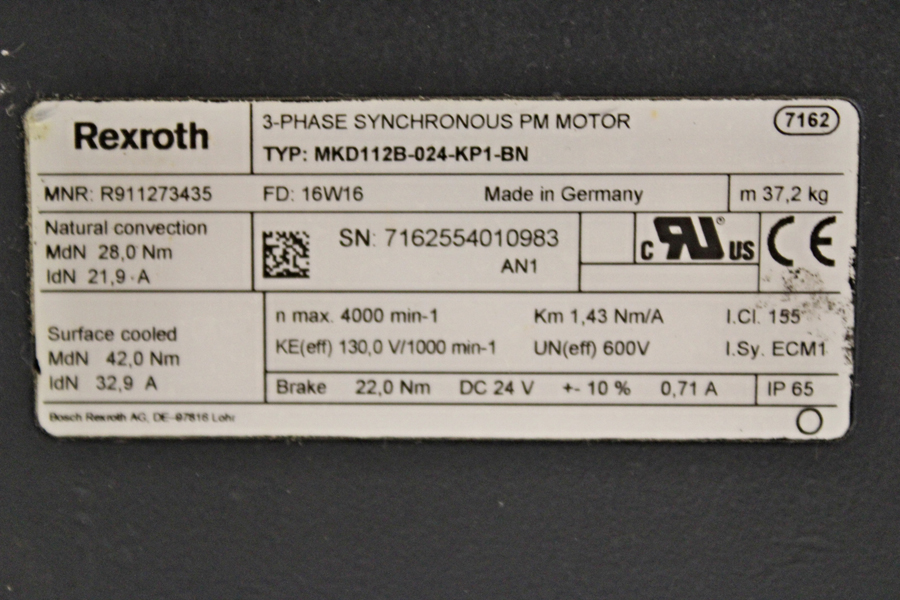 Rexroth
3-PHASE SYNCHRONOUS PM MOTOR
7162
TYP: MKD112B-024-KP1-BN
MNR: R911273435 FD: 16W16 Made in Germany m 37,2 kg
Natural convection
MdN 28,0 Nm
IdN 21,9 A
SN: 7162554010983
AN1
c RU® US
CE
Surface cooled
MdN 42,0 Nm
IdN 32,9 A
n max. 4000 min-1 Km 1,43 Nm/A I.Cl. 155
KE(eff) 130,0 V/1000 min-1 UN(eff) 600V I.Sy. ECM1
Brake 22,0 Nm DC 24 V +- 10 % 0,71 A IP 65
Bosch Rexroth AG, DE-97816 Lohr